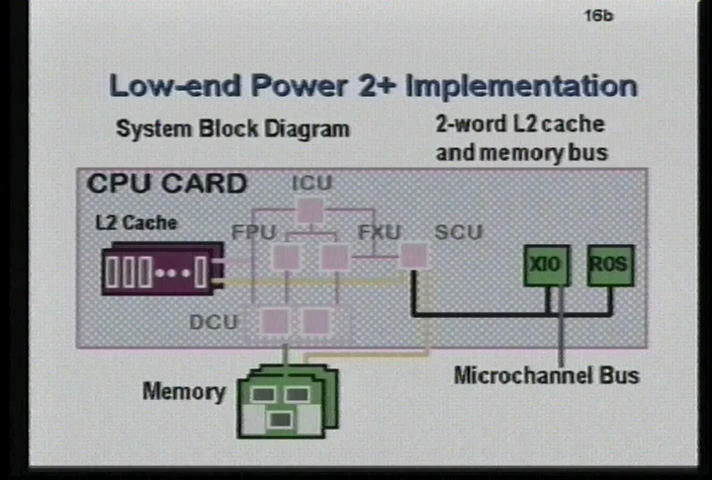 16b
Low-end Power 2+ Implementation
System Block Diagram
2-word L2 cache
and memory bus
CPU CARD
ICU
L2 Cache
FPU
FXU
SCU
XIO
ROS
DCU
Microchannel Bus
Memory